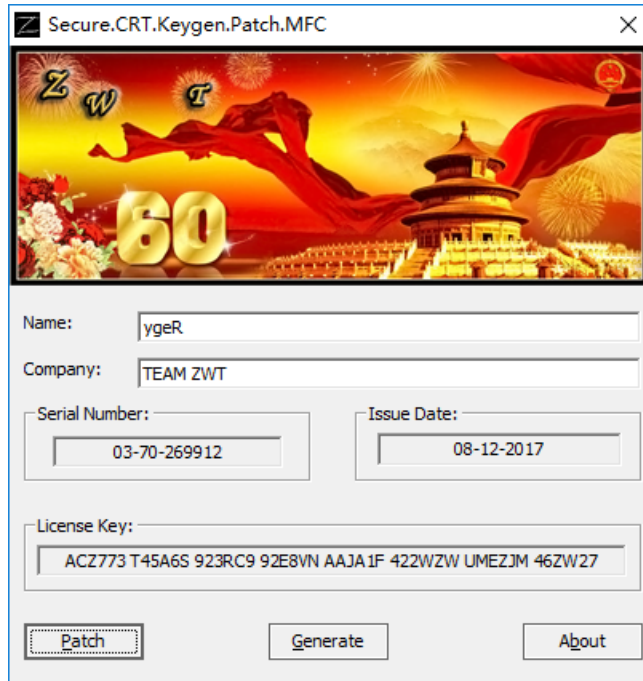 Secure.CRT.Keygen.Patch.MFC
Z W T
60
Name: ygeR
Company: TEAM ZWT
Serial Number: Issue Date:
03-70-269912 08-12-2017
License Key:
ACZ773 T45A6S 923RC9 92E8VN AAJA1F 422WZW UMEZJM 46ZW27
Patch Generate About